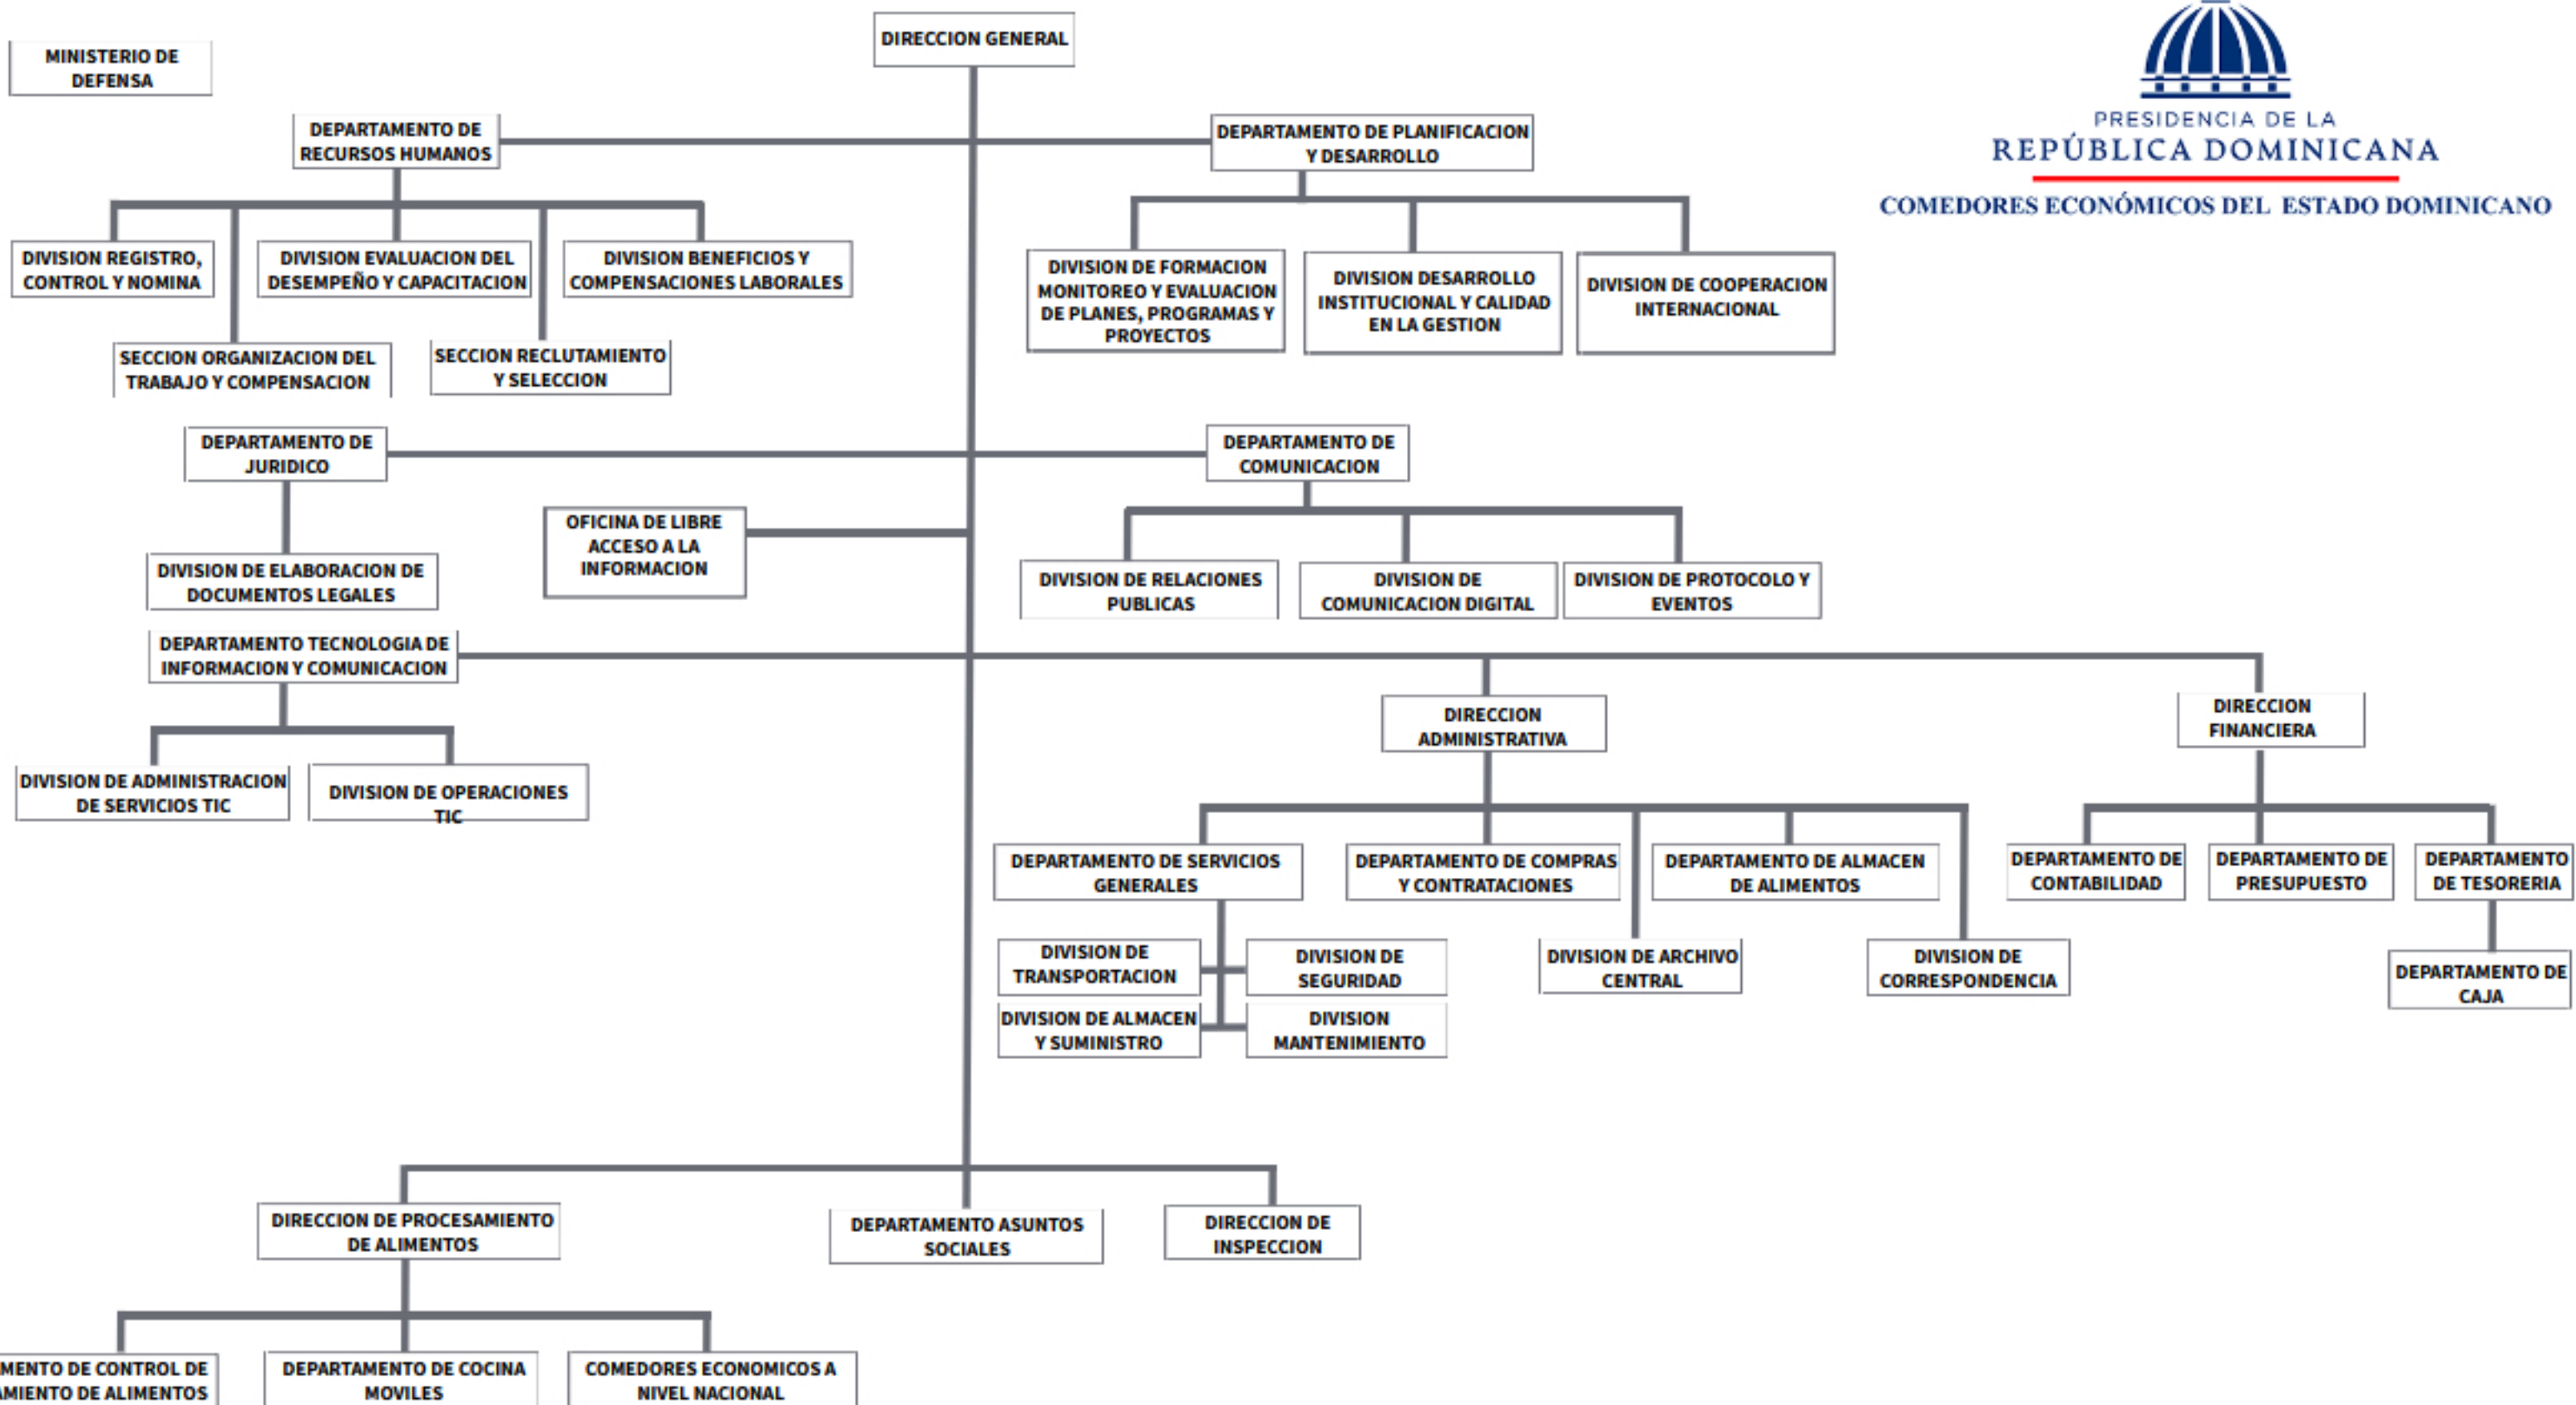 DIRECCION GENERAL
MINISTERIO DE
DEFENSA
PRESIDENCIA DE LA
REPÚBLICA DOMINICANA
COMEDORES ECONÓMICOS DEL ESTADO DOMINICANO
DEPARTAMENTO DE
RECURSOS HUMANOS
DEPARTAMENTO DE PLANIFICACION
Y DESARROLLO
DIVISION REGISTRO,
CONTROL Y NOMINA
DIVISION EVALUACION DEL
DESEMPEÑO Y CAPACITACION
DIVISION BENEFICIOS Y
COMPENSACIONES LABORALES
SECCION ORGANIZACION DEL
TRABAJO Y COMPENSACION
SECCION RECLUTAMIENTO
Y SELECCION
DIVISION DE FORMACION
MONITOREO Y EVALUACION
DE PLANES, PROGRAMAS Y
PROYECTOS
DIVISION DESARROLLO
INSTITUCIONAL Y CALIDAD
EN LA GESTION
DIVISION DE COOPERACION
INTERNACIONAL
DEPARTAMENTO DE
JURIDICO
DEPARTAMENTO DE
COMUNICACION
OFICINA DE LIBRE
ACCESO A LA
INFORMACION
DIVISION DE ELABORACION DE
DOCUMENTOS LEGALES
DIVISION DE RELACIONES
PUBLICAS
DIVISION DE
COMUNICACION DIGITAL
DIVISION DE PROTOCOLO Y
EVENTOS
DEPARTAMENTO TECNOLOGIA DE
INFORMACION Y COMUNICACION
DIRECCION
ADMINISTRATIVA
DIRECCION
FINANCIERA
DIVISION DE ADMINISTRACION
DE SERVICIOS TIC
DIVISION DE OPERACIONES
TIC
DEPARTAMENTO DE SERVICIOS
GENERALES
DEPARTAMENTO DE COMPRAS
Y CONTRATACIONES
DEPARTAMENTO DE ALMACEN
DE ALIMENTOS
DEPARTAMENTO DE
CONTABILIDAD
DEPARTAMENTO DE
PRESUPUESTO
DEPARTAMENTO
DE TESORERIA
DIVISION DE
TRANSPORTACION
DIVISION DE
SEGURIDAD
DIVISION DE ARCHIVO
CENTRAL
DIVISION DE
CORRESPONDENCIA
DEPARTAMENTO DE
CAJA
DIVISION DE ALMACEN
Y SUMINISTRO
DIVISION
MANTENIMIENTO
DIRECCION DE PROCESAMIENTO
DE ALIMENTOS
DEPARTAMENTO ASUNTOS
SOCIALES
DIRECCION DE
INSPECCION
MENTO DE CONTROL DE
AMIENTO DE ALIMENTOS
DEPARTAMENTO DE COCINA
MOVILES
COMEDORES ECONOMICOS A
NIVEL NACIONAL